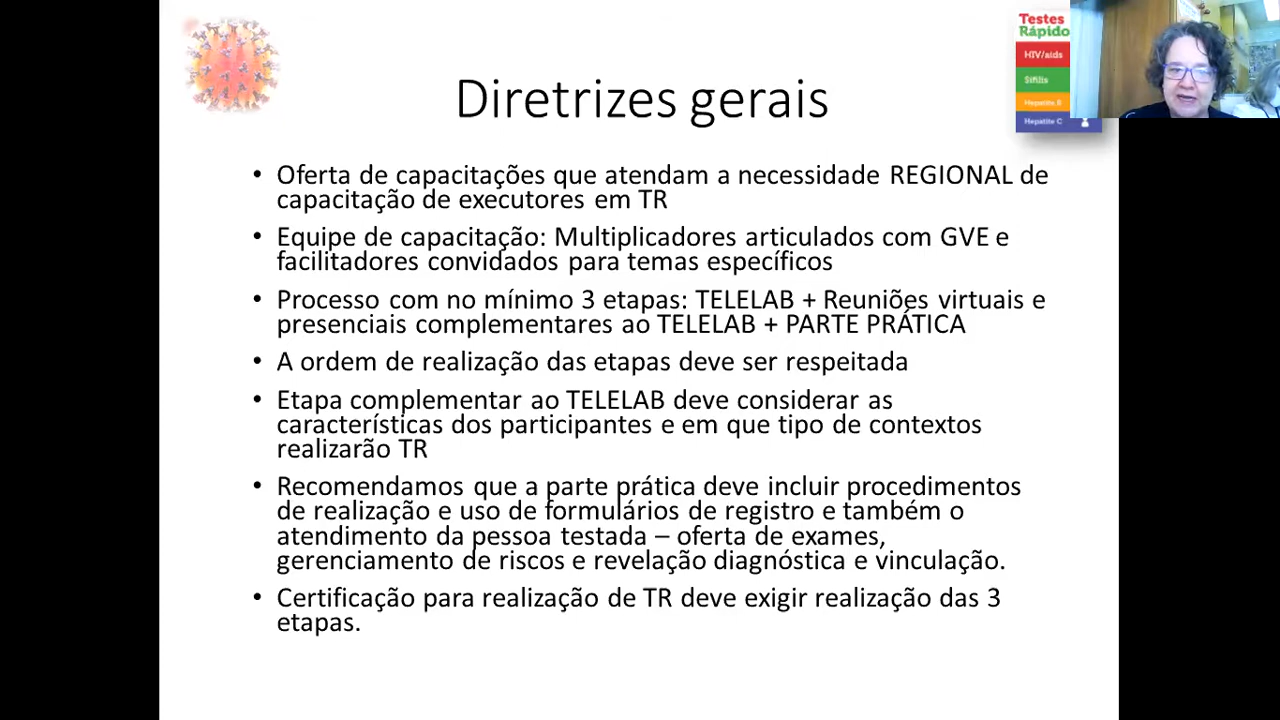 Testes
Rápido
HIV/aids
Sífilis
Hepatite B
Hepatite C
Diretrizes gerais
• Oferta de capacitações que atendam a necessidade REGIONAL de
capacitação de executores em TR
• Equipe de capacitação: Multiplicadores articulados com GVE e
facilitadores convidados para temas específicos
• Processo com no mínimo 3 etapas: TELELAB + Reuniões virtuais e
presenciais complementares ao TELELAB + PARTE PRÁTICA
• A ordem de realização das etapas deve ser respeitada
• Etapa complementar ao TELELAB deve considerar as
características dos participantes e em que tipo de contextos
realizarão TR
• Recomendamos que a parte prática deve incluir procedimentos
de realização e uso de formulários de registro e também o
atendimento da pessoa testada – oferta de exames,
gerenciamento de riscos e revelação diagnóstica e vinculação.
• Certificação para realização de TR deve exigir realização das 3
etapas.